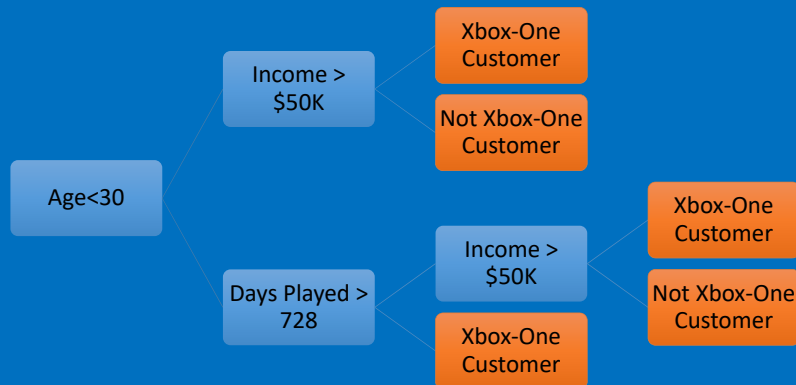 Xbox-One
Customer
Income >
$50K
Not Xbox-One
Customer
Age<30
Xbox-One
Customer
Income >
$50K
Days Played >
728
Not Xbox-One
Customer
Xbox-One
Customer